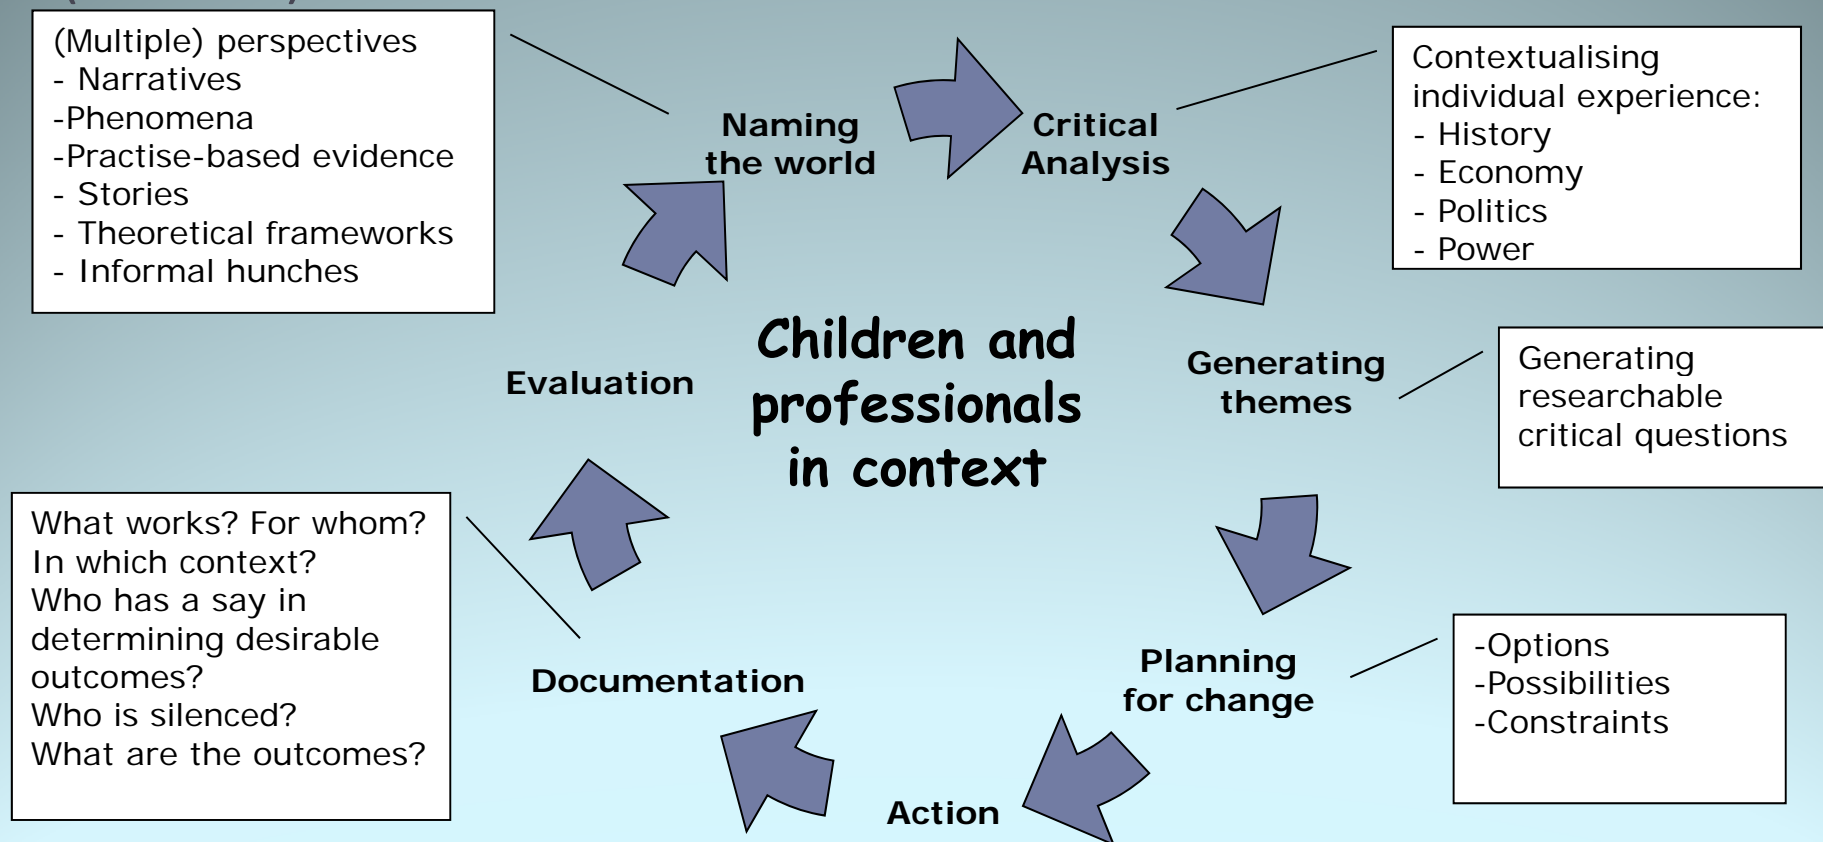 (Multiple) perspectives
- Narratives
-Phenomena
-Practise-based evidence
- Stories
- Theoretical frameworks
- Informal hunches
Naming
the world
Critical
Analysis
Contextualising
individual experience:
- History
- Economy
- Politics
- Power
Children and
professionals
in context
Evaluation
Generating
themes
Generating
researchable
critical questions
What works? For whom?
In which context?
Who has a say in
determining desirable
outcomes?
Who is silenced?
What are the outcomes?
Documentation
Planning
for change
-Options
-Possibilities
-Constraints
Action